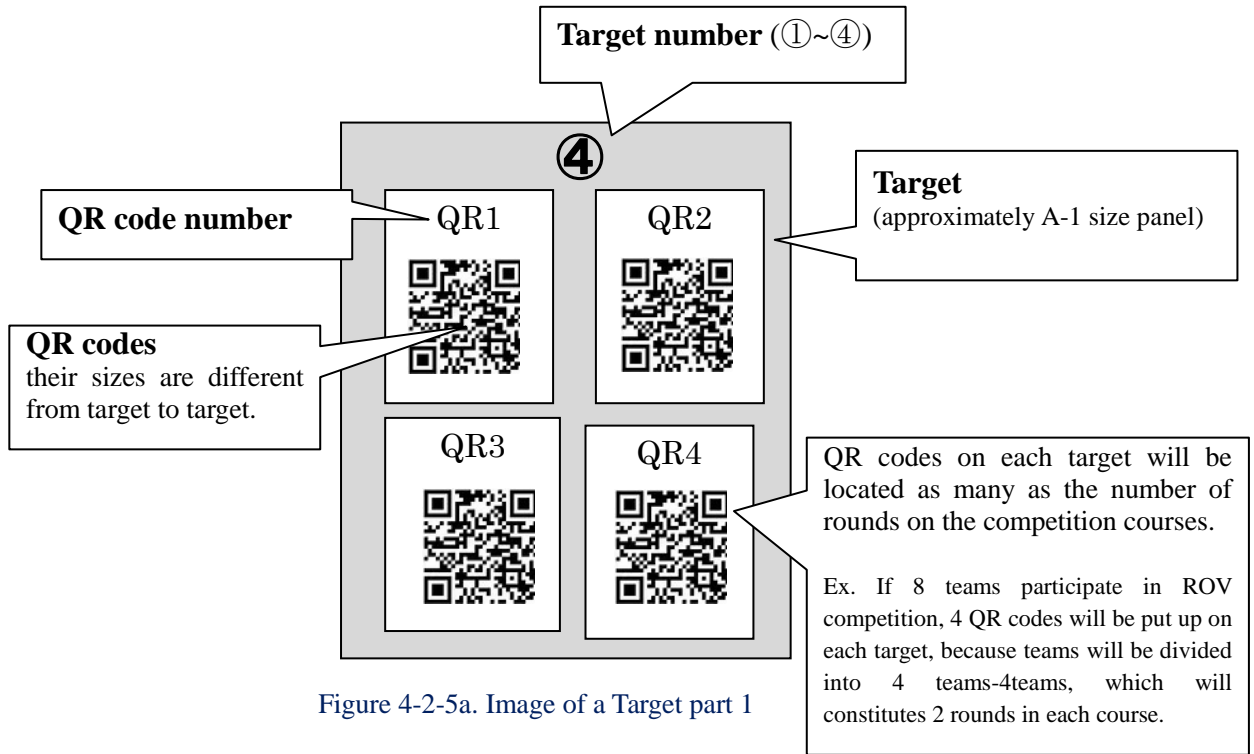 Target number (①~④)
④
QR code number
QR1
QR2
Target
(approximately A-1 size panel)
QR codes
their sizes are different
from target to target.
QR3
QR4
QR codes on each target will be
located as many as the number of
rounds on the competition courses.
Ex. If 8 teams participate in ROV
competition, 4 QR codes will be put up on
each target, because teams will be divided
into 4 teams-4teams, which will
constitutes 2 rounds in each course.
Figure 4-2-5a. Image of a Target part 1